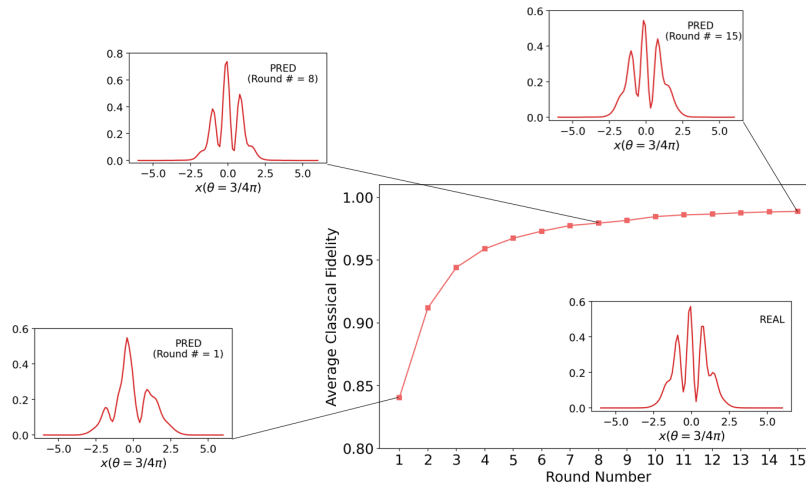 0.6
0.4
0.2
0.0
PRED
(Round # = 15)
−5.0 −2.5 0.0 2.5 5.0
x(θ = 3/4π)
0.8
0.6
0.4
0.2
0.0
PRED
(Round # = 8)
−5.0 −2.5 0.0 2.5 5.0
x(θ = 3/4π)
0.6
0.4
0.2
0.0
PRED
(Round # = 1)
−5.0 −2.5 0.0 2.5 5.0
x(θ = 3/4π)
Average Classical Fidelity
1.00
0.95
0.90
0.85
0.80
0.6
0.4
0.2
0.0
REAL
−5.0 −2.5 0.0 2.5 5.0
x(θ = 3/4π)
1 2 3 4 5 6 7 8 9 10 11 12 13 14 15
Round Number